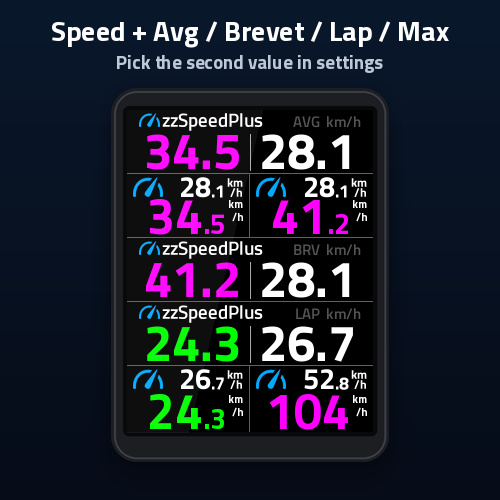 Speed + Avg / Brevet / Lap / Max
Pick the second value in settings
zzSpeedPlus AVG km/h
34.5 28.1
28.1 km/h 28.1 km/h
34.5 km/h 41.2 km/h
zzSpeedPlus BRV km/h
41.2 28.1
zzSpeedPlus LAP km/h
24.3 26.7
26.7 km/h 52.8 km/h
24.3 km/h 104 km/h